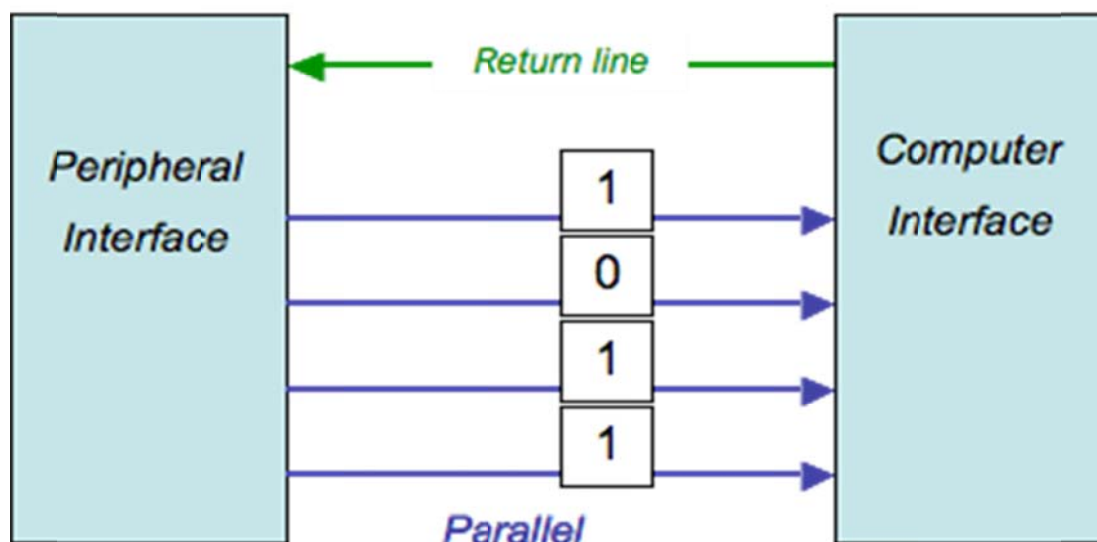 Return line
Peripheral
Interface
Computer
Interface
1
0
1
1
Parallel